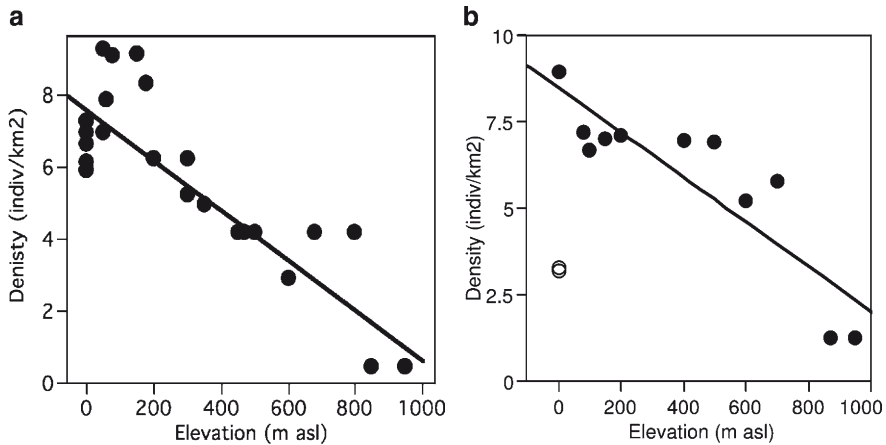 a
Denisty (indiv/km2)
8
6
4
2
0
0 200 400 600 800 1000
Elevation (m asl)
b
Density (indiv/km2)
10
7.5
5
2.5
0
0 200 400 600 800 1000
Elevation (m asl)